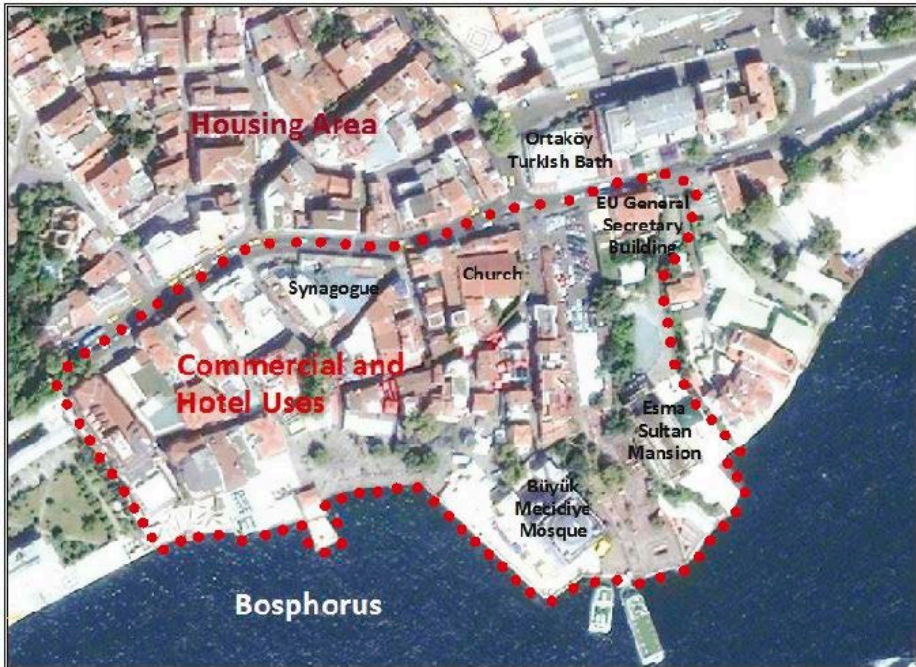 Housing Area
Ortaköy
Turkish Bath
EU General
Secretary
Building
Church
Synagogue
Commercial and
Hotel Uses
Esma
Sultan
Mansion
Büyük
Mecidiye
Mosque
Bosphorus